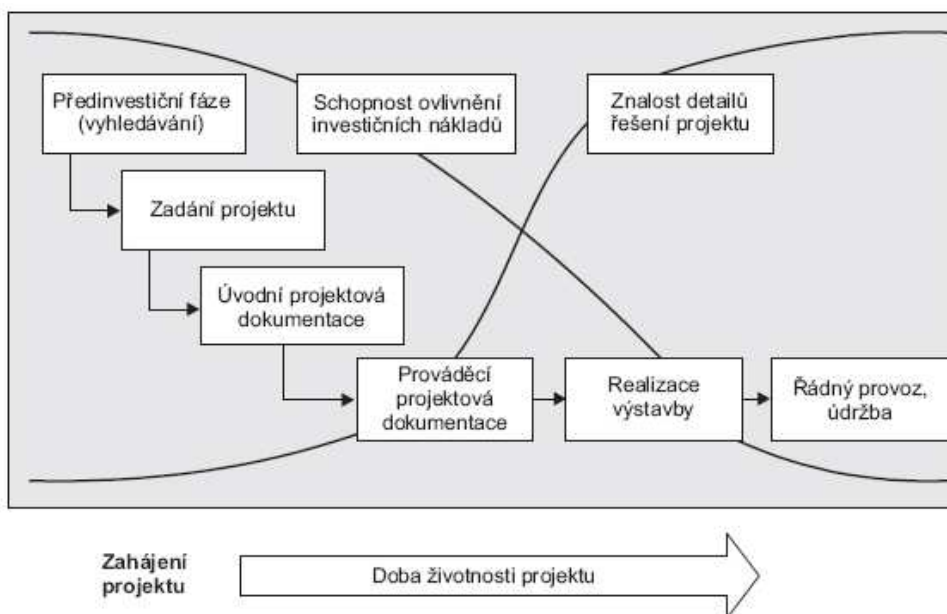 Předinvestiční fáze
(vyhledávání)
Schopnost ovlivnění
investičních nákladů
Znalost detailů
řešení projektu
Zadání projektu
Úvodní projektová
dokumentace
Prováděcí
projektová
dokumentace
Realizace
výstavby
Řádný provoz,
údržba
Zahájení
projektu
Doba životnosti projektu